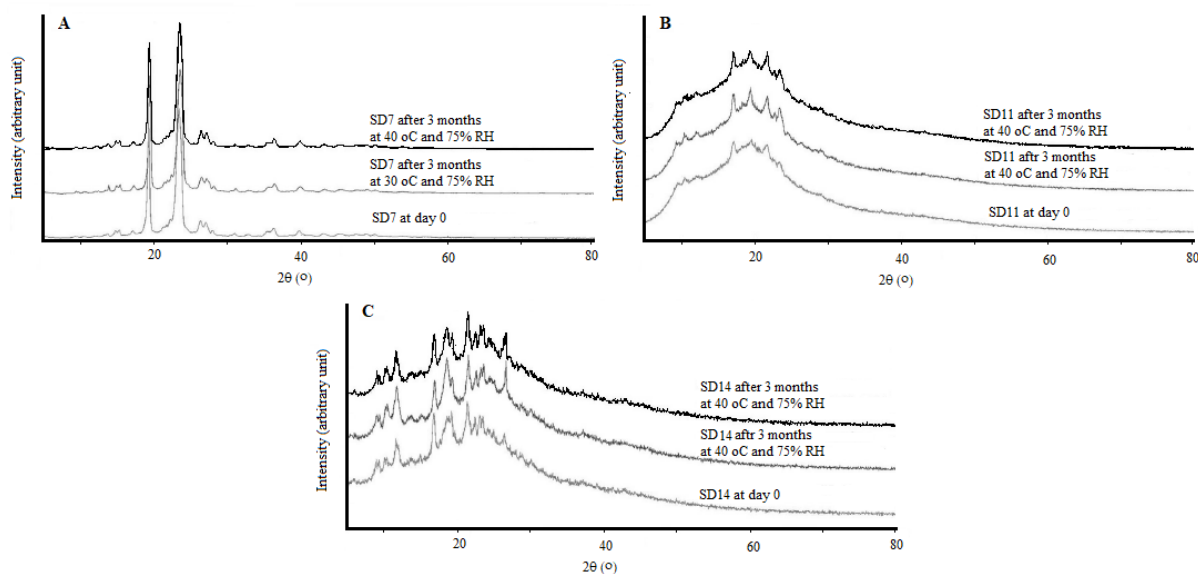 A
Intensity (arbitrary unit)
SD7 after 3 months
at 40 oC and 75% RH
SD7 after 3 months
at 30 oC and 75% RH
SD7 at day 0
20
40
60
80
2θ (o)
B
Intensity (arbitrary unit)
SD11 after 3 months
at 40 oC and 75% RH
SD11 aftr 3 months
at 40 oC and 75% RH
SD11 at day 0
20
40
60
80
2θ (o)
C
Intensity (arbitrary unit)
SD14 after 3 months
at 40 oC and 75% RH
SD14 aftr 3 months
at 40 oC and 75% RH
SD14 at day 0
20
40
60
80
2θ (o)